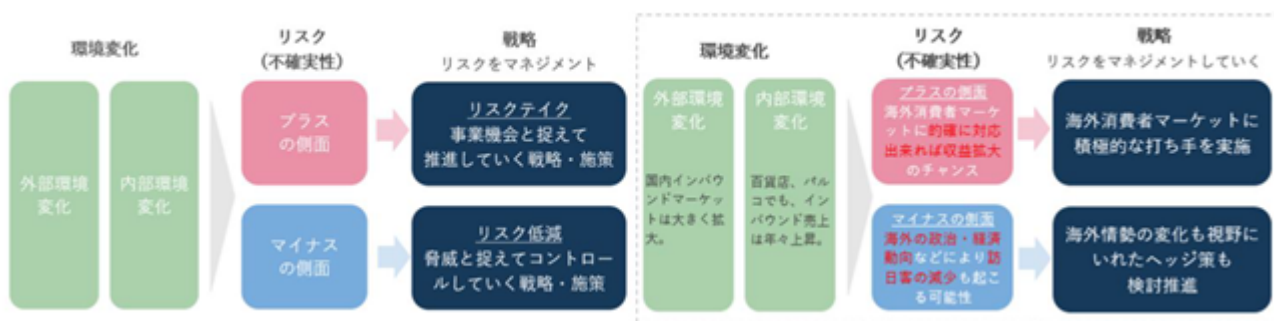 環境変化
リスク
(不確実性)
戦略
リスクをマネジメント
外部環境
変化
内部環境
変化
プラス
の側面
リスクテイク
事業機会と捉えて
推進していく戦略・施策
マイナス
の側面
リスク低減
脅威と捉えてコントロー
ルしていく戦略・施策
環境変化
リスク
(不確実性)
戦略
リスクをマネジメントしていく
外部環境
変化
国内インバウ
ンドマーケッ
トは大きく拡
大。
内部環境
変化
百貨店、パル
コでも、イン
バウンド売上
は年々上昇。
プラスの側面
海外消費者マーケ
ットに的確に対応
出来れば収益拡大
のチャンス
海外消費者マーケットに
積極的な打ち手を実施
マイナスの側面
海外の政治・経済
動向などにより訪
日客の減少も起こ
る可能性
海外情勢の変化も視野に
いれたヘッジ策も
検討推進